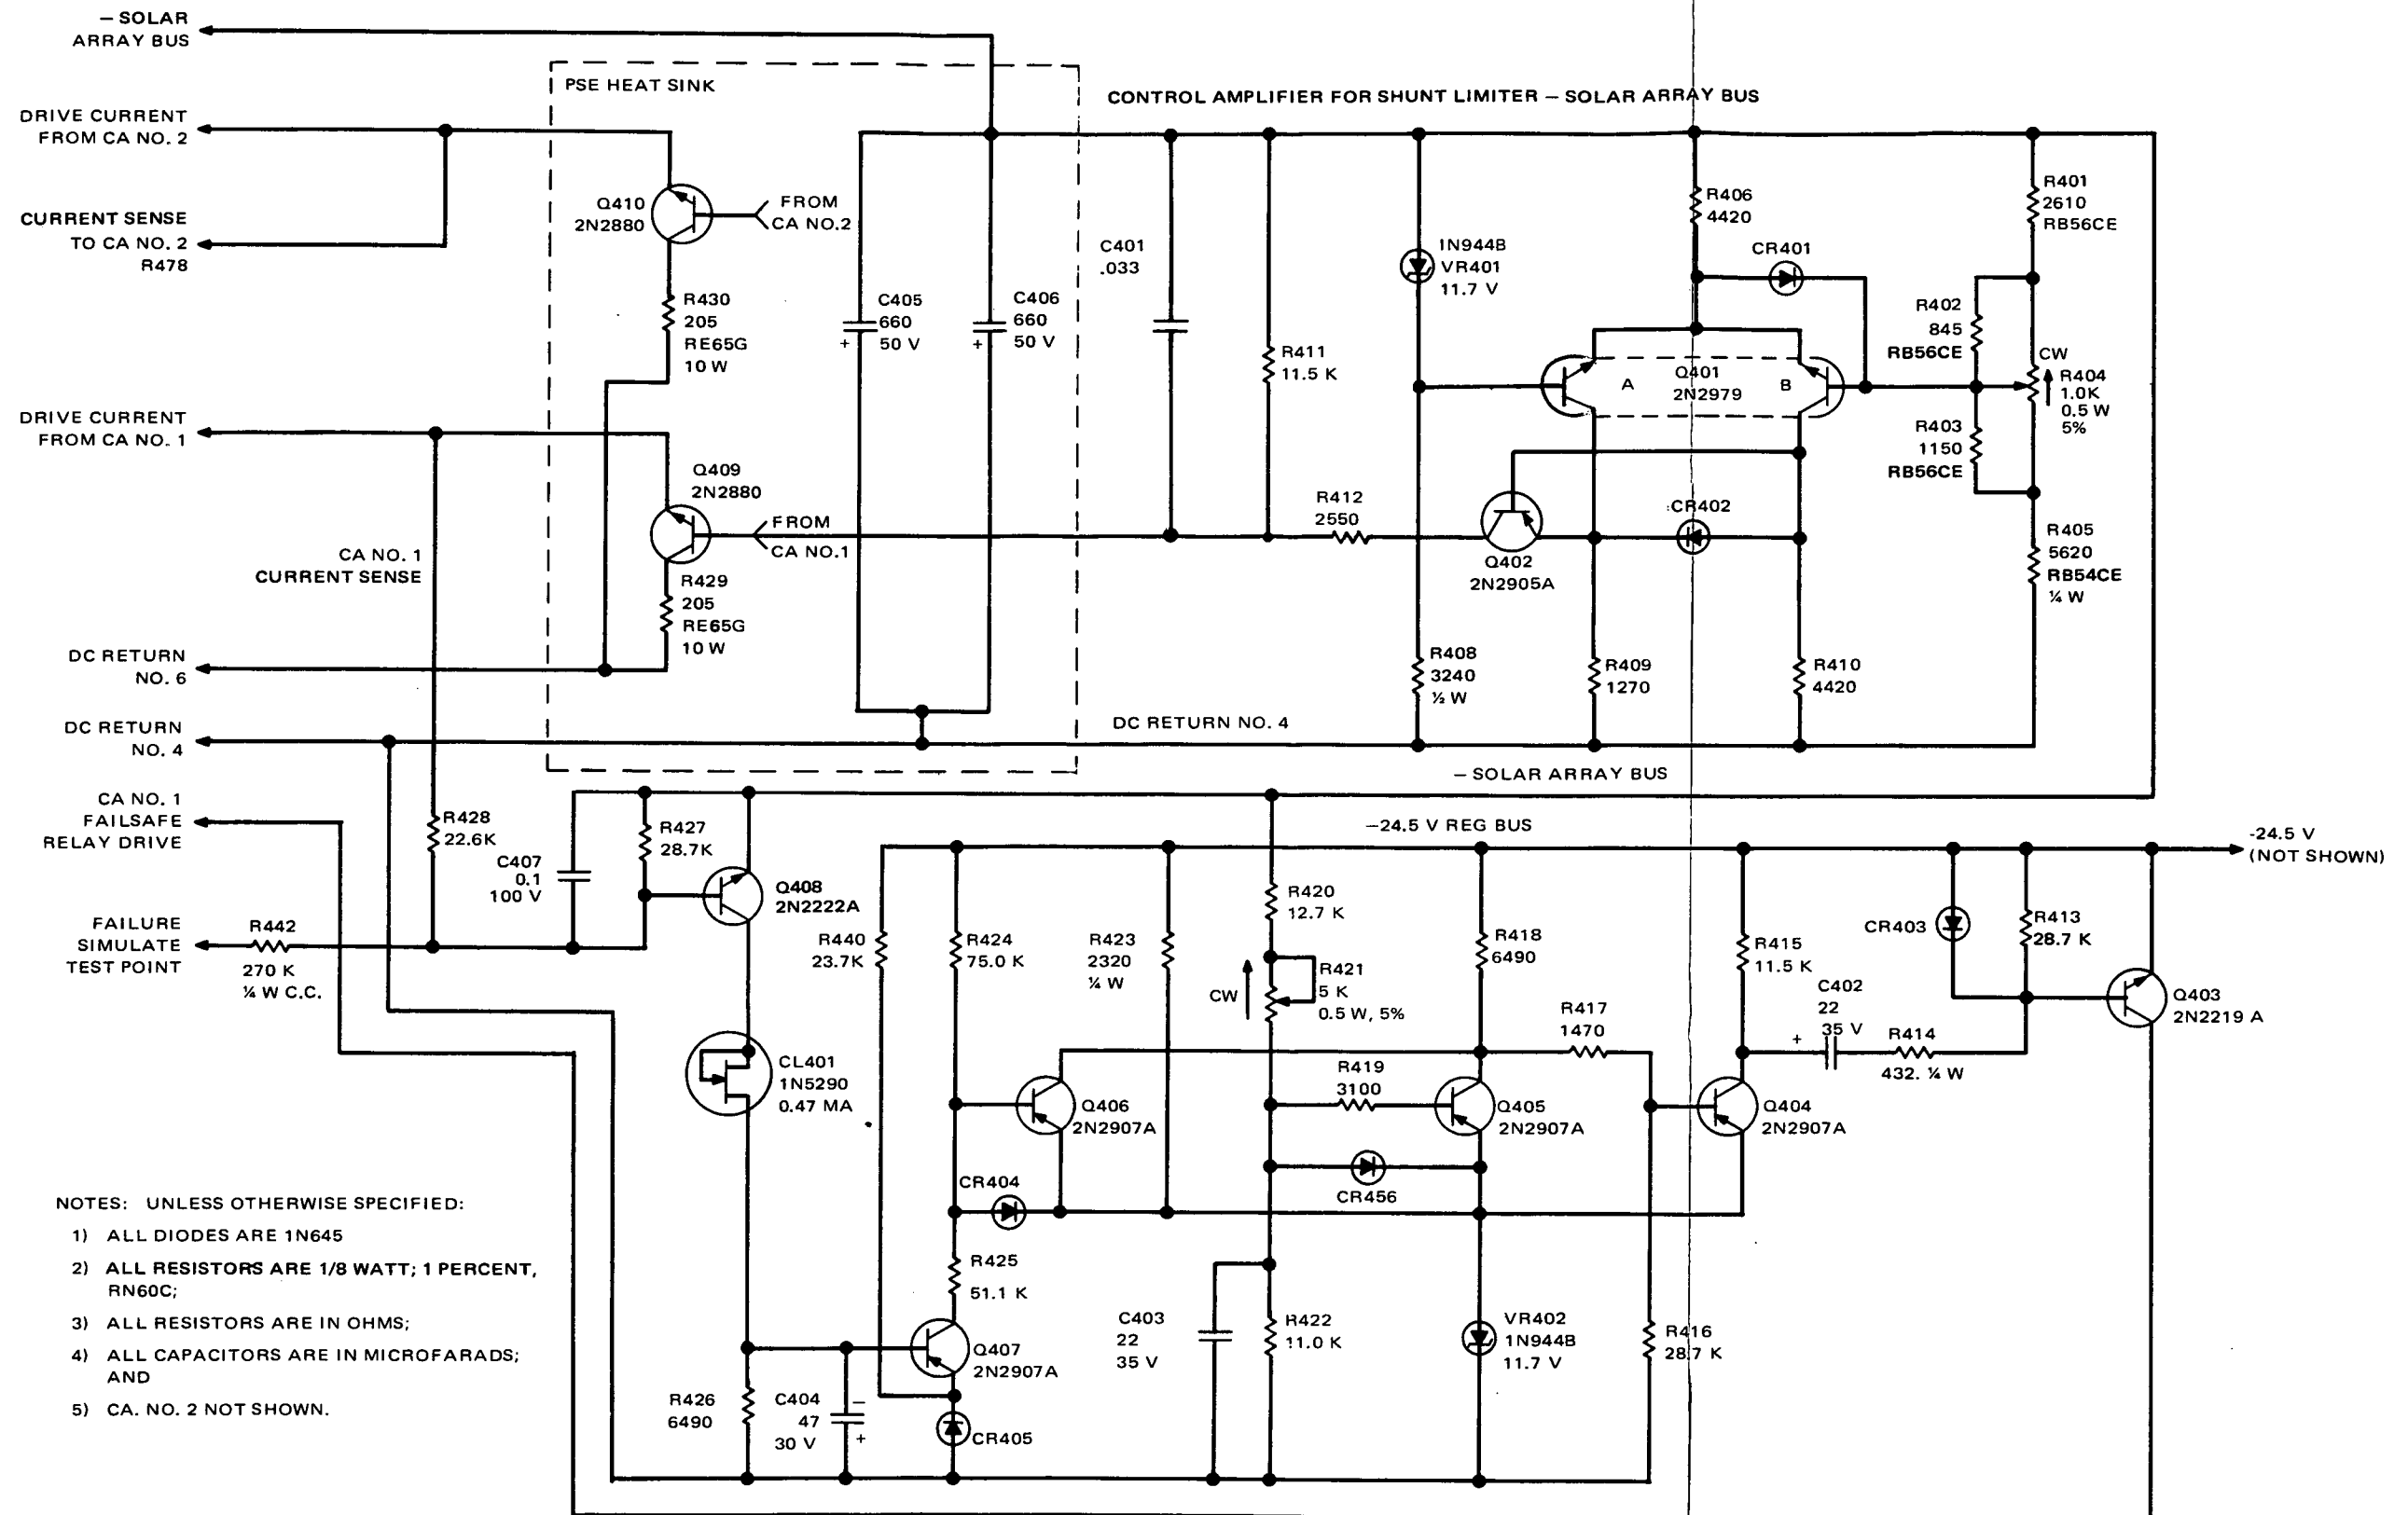 — SOLAR
ARRAY BUS
DRIVE CURRENT
FROM CA NO. 2
CURRENT SENSE
TO CA NO. 2
R478
DRIVE CURRENT
FROM CA NO. 1
CA NO. 1
CURRENT SENSE
DC RETURN
NO. 6
DC RETURN
NO. 4
CA NO. 1
FAILSAFE
RELAY DRIVE
FAILURE
SIMULATE
TEST POINT
PSE HEAT SINK
Q410
2N2880
FROM
CA NO.2
R430
205
RE65G
10 W
C405
660
50 V
+
C406
660
50 V
+
Q409
2N2880
FROM
CA NO.1
R429
205
RE65G
10 W
CONTROL AMPLIFIER FOR SHUNT LIMITER — SOLAR ARRAY BUS
C401
.033
R411
11.5 K
R412
2550
1N944B
VR401
11.7 V
R406
4420
CR401
A
Q401
2N2979
B
R401
2610
RB56CE
R402
845
RB56CE
CW
R404
1.0K
0.5 W
5%
R403
1150
RB56CE
R405
5620
RB54CE
¼ W
CR402
Q402
2N2905A
R408
3240
½ W
R409
1270
R410
4420
DC RETURN NO. 4
— SOLAR ARRAY BUS
R428
22.6K
C407
0.1
100 V
R427
28.7K
Q408
2N2222A
R442
270 K
¼ W C.C.
CL401
1N5290
0.47 MA
—24.5 V REG BUS
-24.5 V
(NOT SHOWN)
R440
23.7K
R424
75.0 K
R423
2320
¼ W
R420
12.7 K
CW
R421
5 K
0.5 W, 5%
R418
6490
R415
11.5 K
CR403
R413
28.7 K
C402
22
35 V
+
R414
432. ¼ W
Q403
2N2219 A
R417
1470
R419
3100
Q406
2N2907A
Q405
2N2907A
Q404
2N2907A
CR404
CR456
R425
51.1 K
Q407
2N2907A
R426
6490
C404
47
30 V
—
+
CR405
C403
22
35 V
R422
11.0 K
VR402
1N944B
11.7 V
R416
28.7 K
NOTES: UNLESS OTHERWISE SPECIFIED:
1) ALL DIODES ARE 1N645
2) ALL RESISTORS ARE 1/8 WATT; 1 PERCENT,
RN60C;
3) ALL RESISTORS ARE IN OHMS;
4) ALL CAPACITORS ARE IN MICROFARADS;
AND
5) CA. NO. 2 NOT SHOWN.